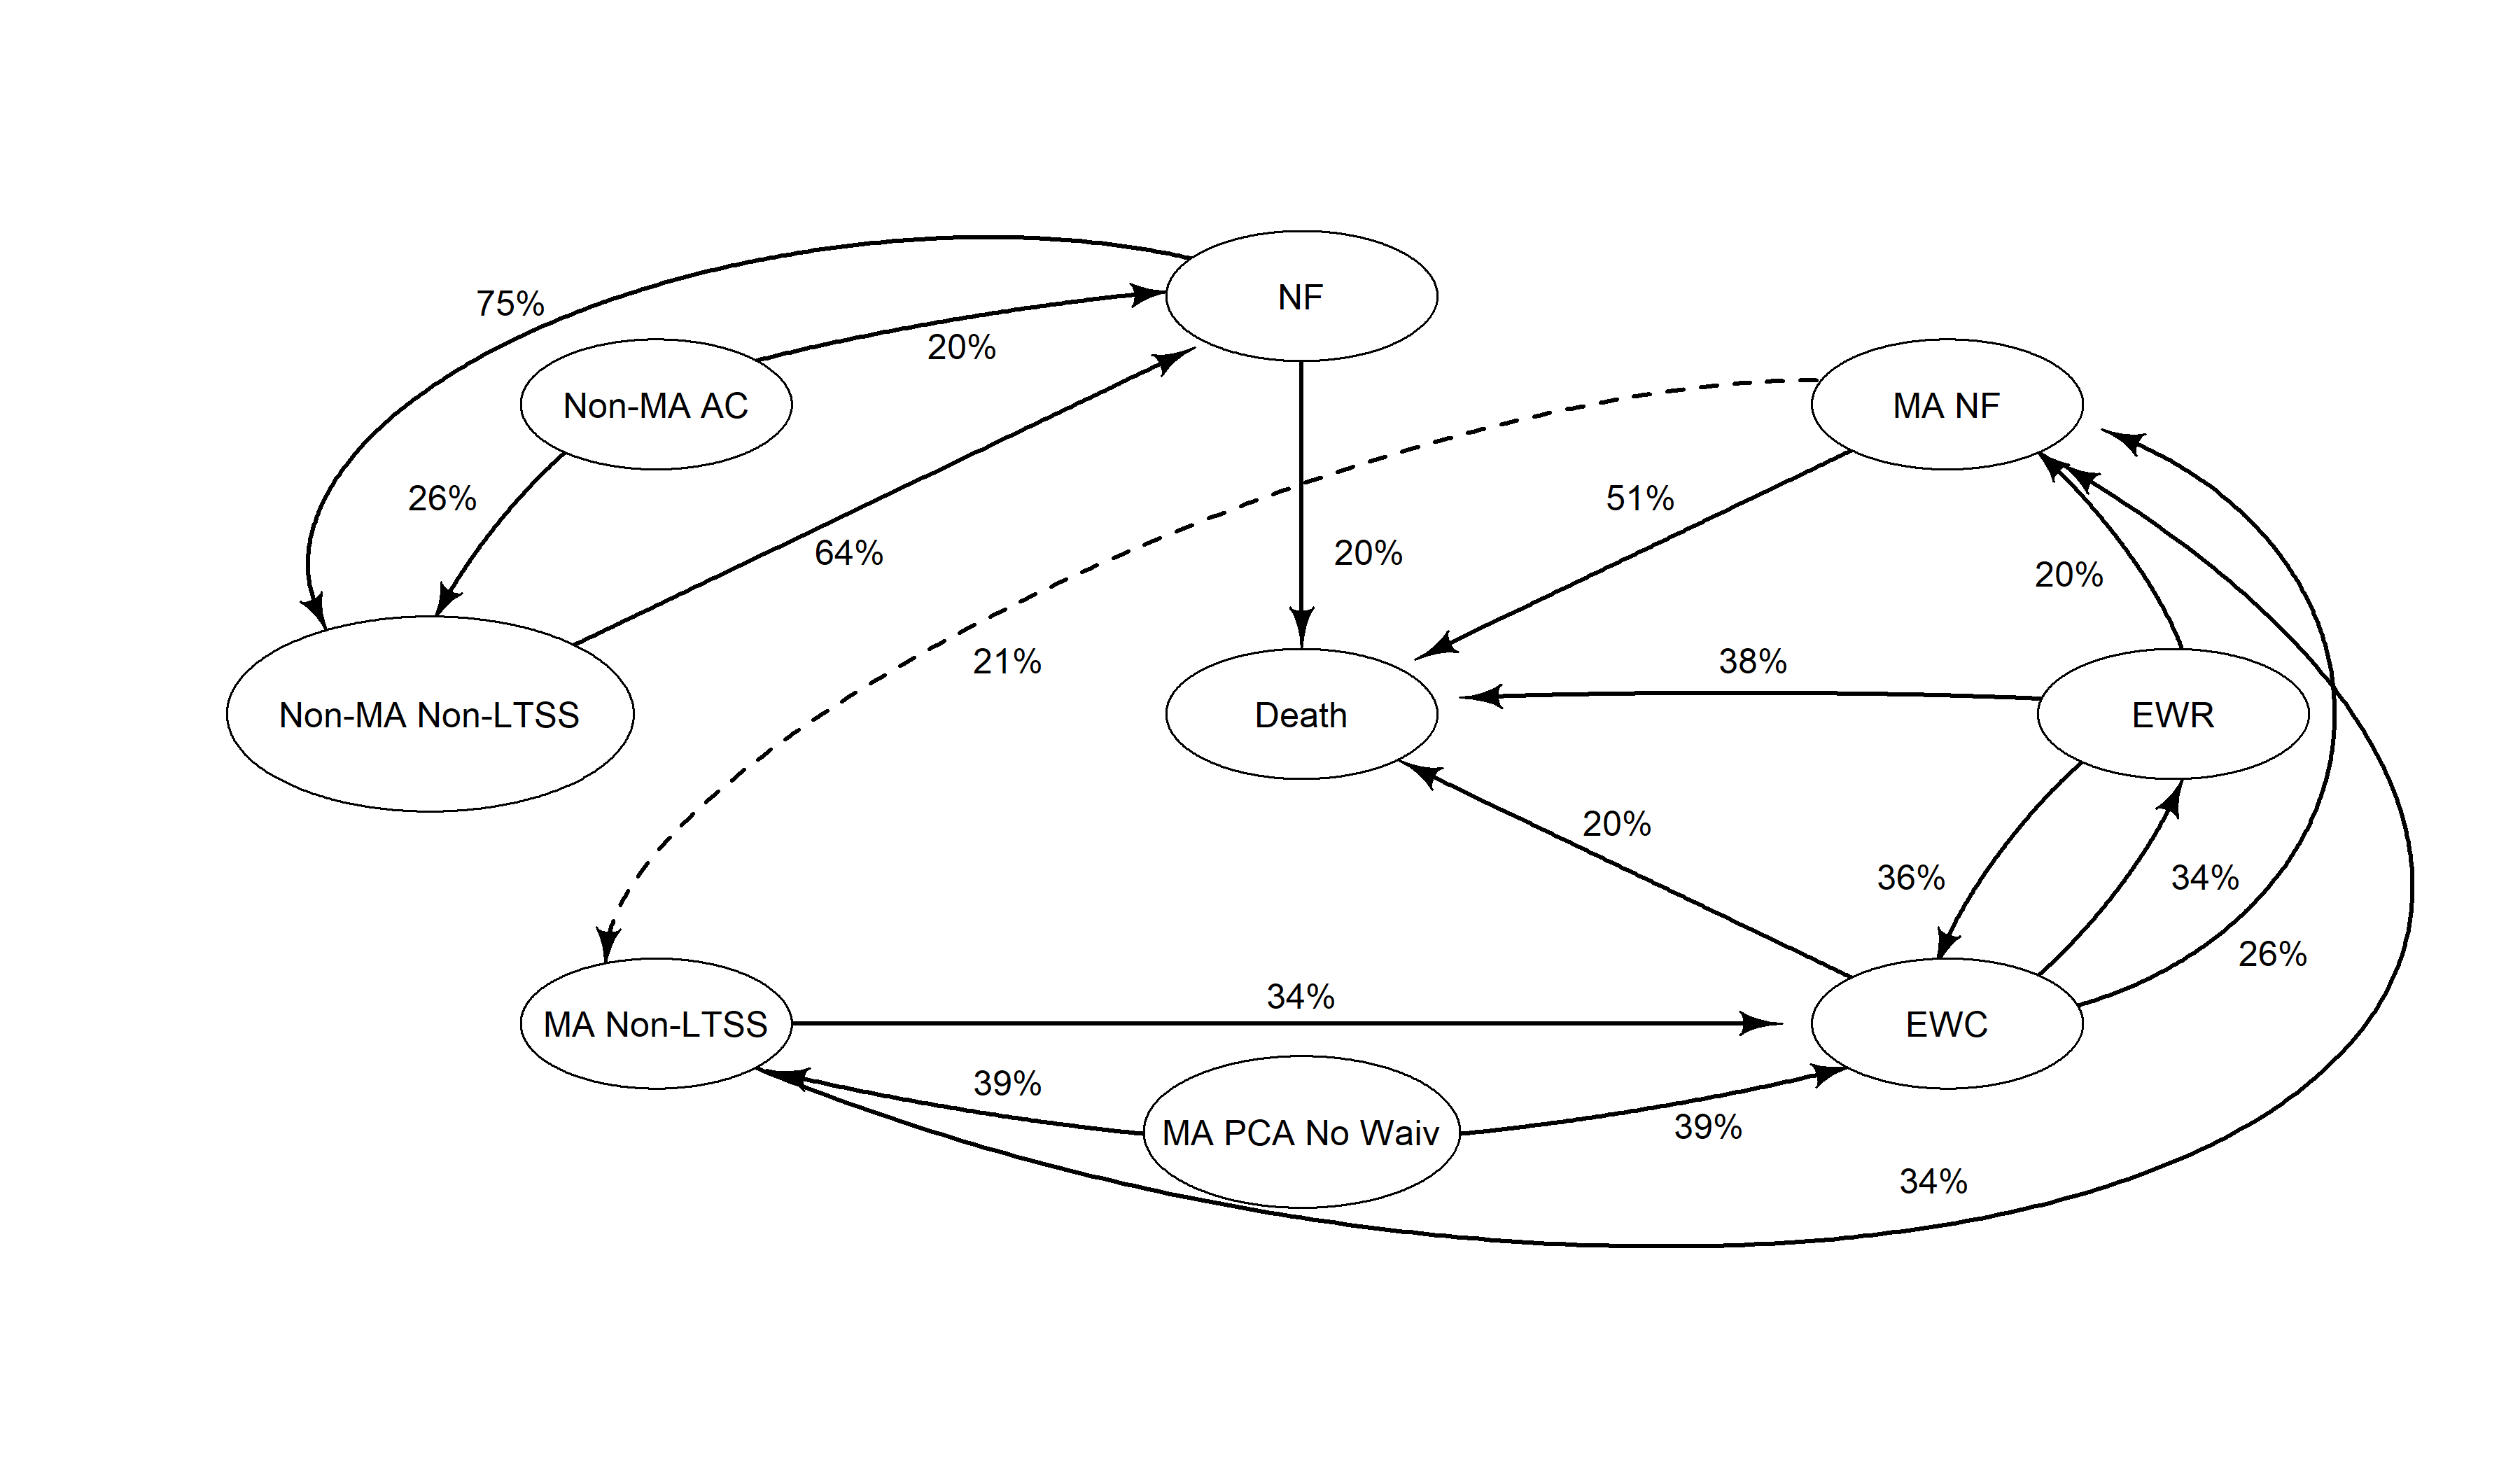 NF
75%
20%
Non-MA AC
MA NF
26%
51%
64%
20%
20%
21%
38%
Non-MA Non-LTSS
Death
EWR
20%
36%
34%
26%
34%
MA Non-LTSS
EWC
39%
39%
MA PCA No Waiv
34%